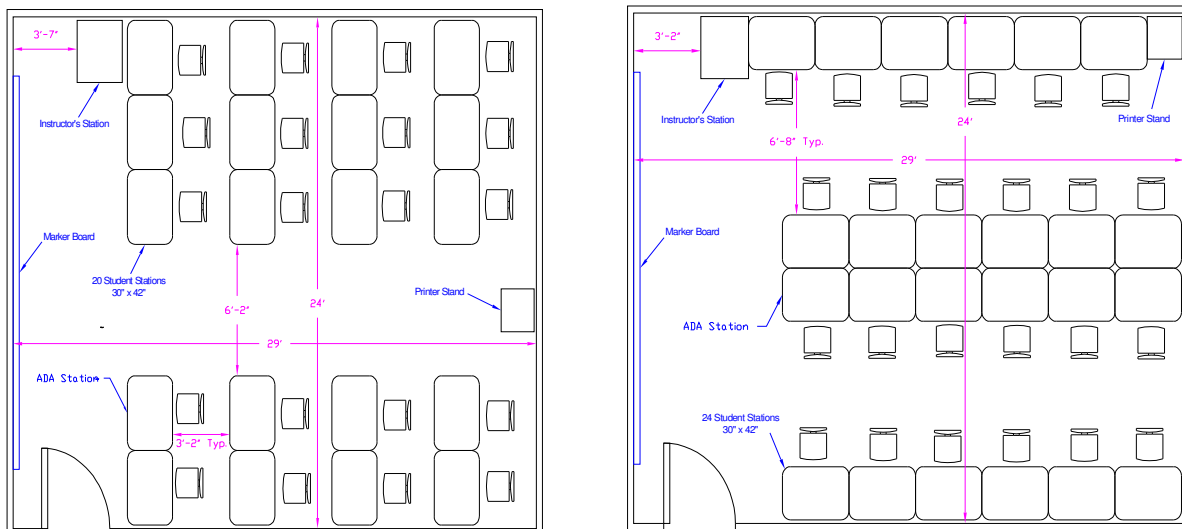 3'-7"
Instructor's Station
Marker Board
20 Student Stations
30" x 42"
6'-2"
24'
Printer Stand
29'
ADA Station
3'-2" Typ.
3'-2"
Instructor's Station
Printer Stand
24'
6'-8" Typ.
29'
Marker Board
ADA Station
24 Student Stations
30" x 42"